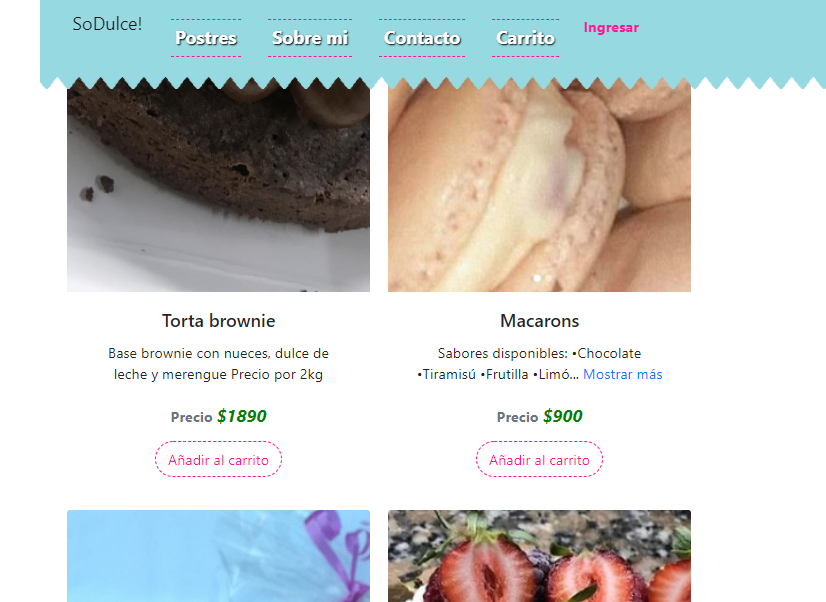 SoDulce! Postres Sobre mi Contacto Carrito Ingresar
Torta brownie
Base brownie con nueces, dulce de
leche y merengue Precio por 2kg
Precio $1890
Añadir al carrito
Macarons
Sabores disponibles: •Chocolate
•Tiramisú •Frutilla •Limó... Mostrar más
Precio $900
Añadir al carrito